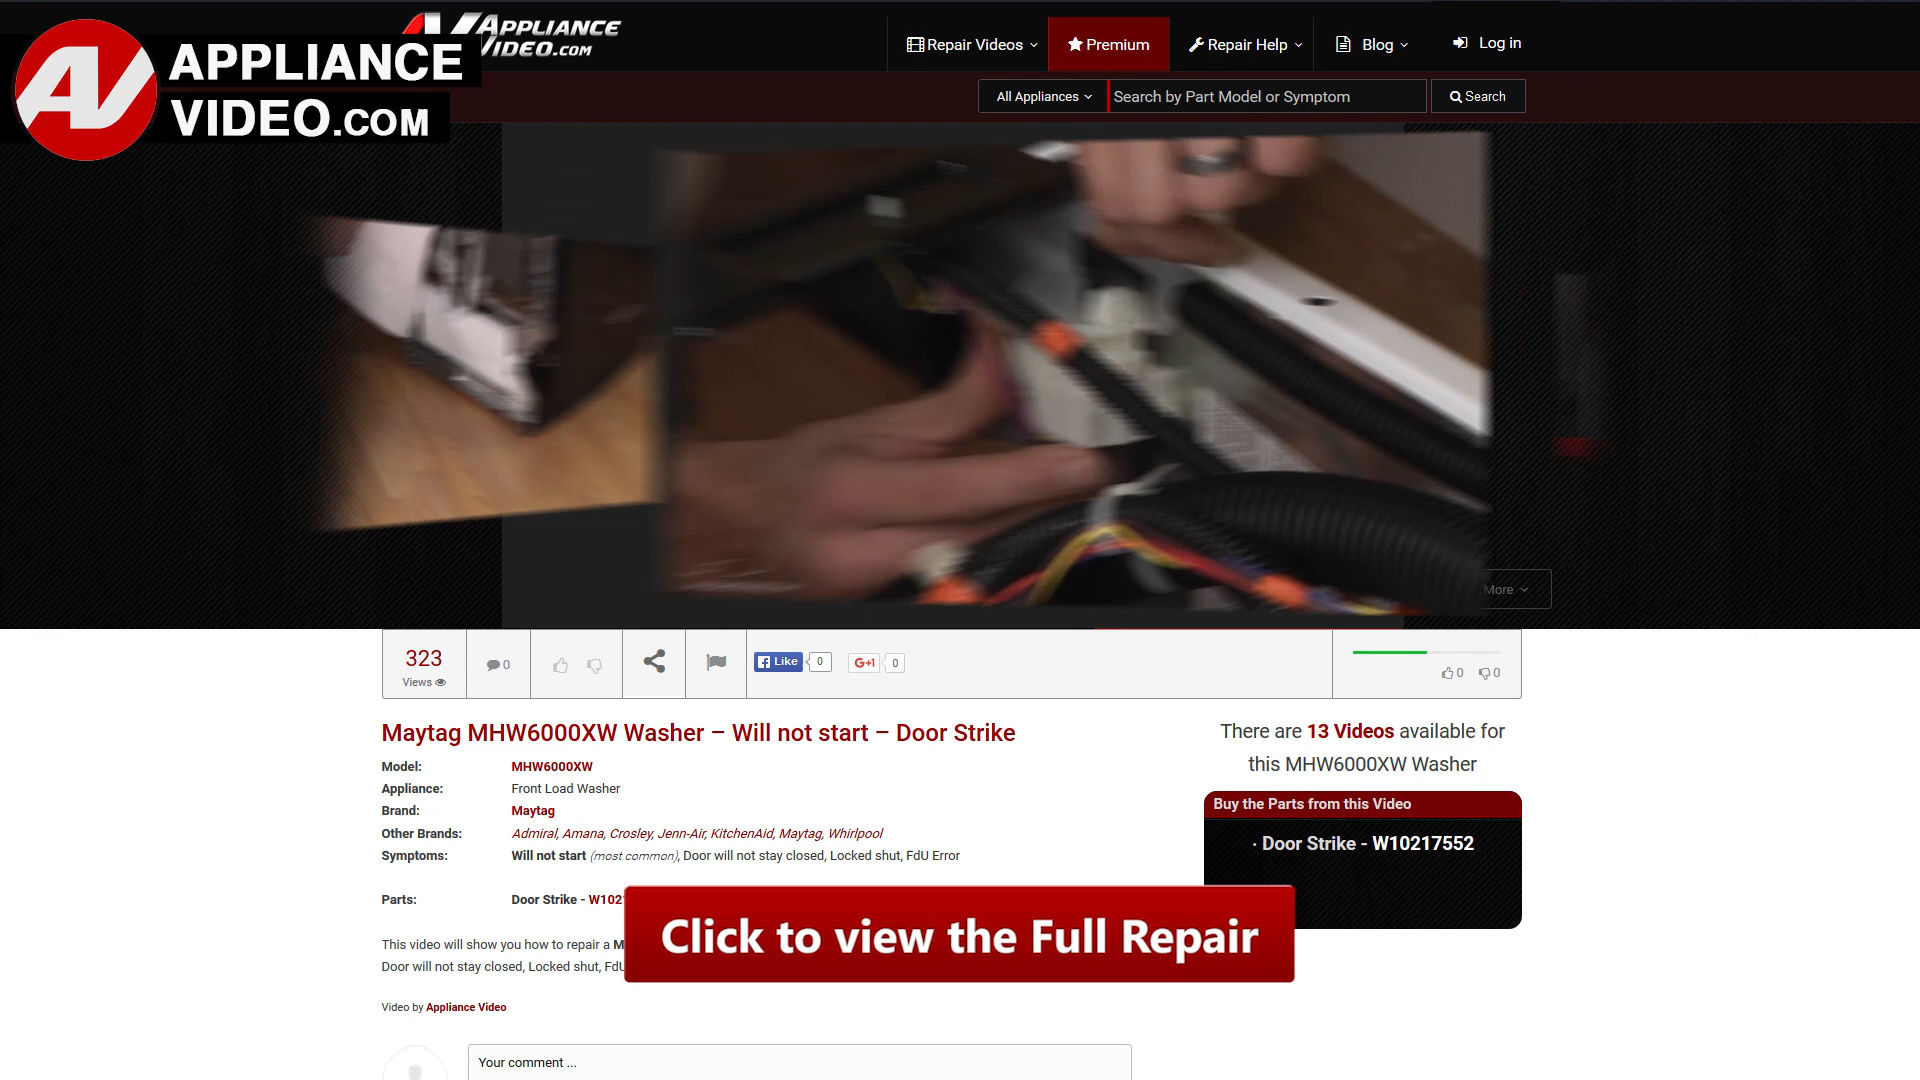 APPLIANCE
VIDEO.COM
APPLIANCE
VIDEO.COM
Repair Videos
Premium
Repair Help
Blog
Log in
All Appliances
Search by Part Model or Symptom
Search
More
323
Views
0
Like
0
G+1
0
0
0
Maytag MHW6000XW Washer – Will not start – Door Strike
Model: MHW6000XW
Appliance: Front Load Washer
Brand: Maytag
Other Brands: Admiral, Amana, Crosley, Jenn-Air, KitchenAid, Maytag, Whirlpool
Symptoms: Will not start (most common), Door will not stay closed, Locked shut, FdU Error
Parts: Door Strike - W102
This video will show you how to repair a M
Door will not stay closed, Locked shut, FdU
Video by Appliance Video
Your comment ...
There are 13 Videos available for
this MHW6000XW Washer
Buy the Parts from this Video
· Door Strike - W10217552
Click to view the Full Repair